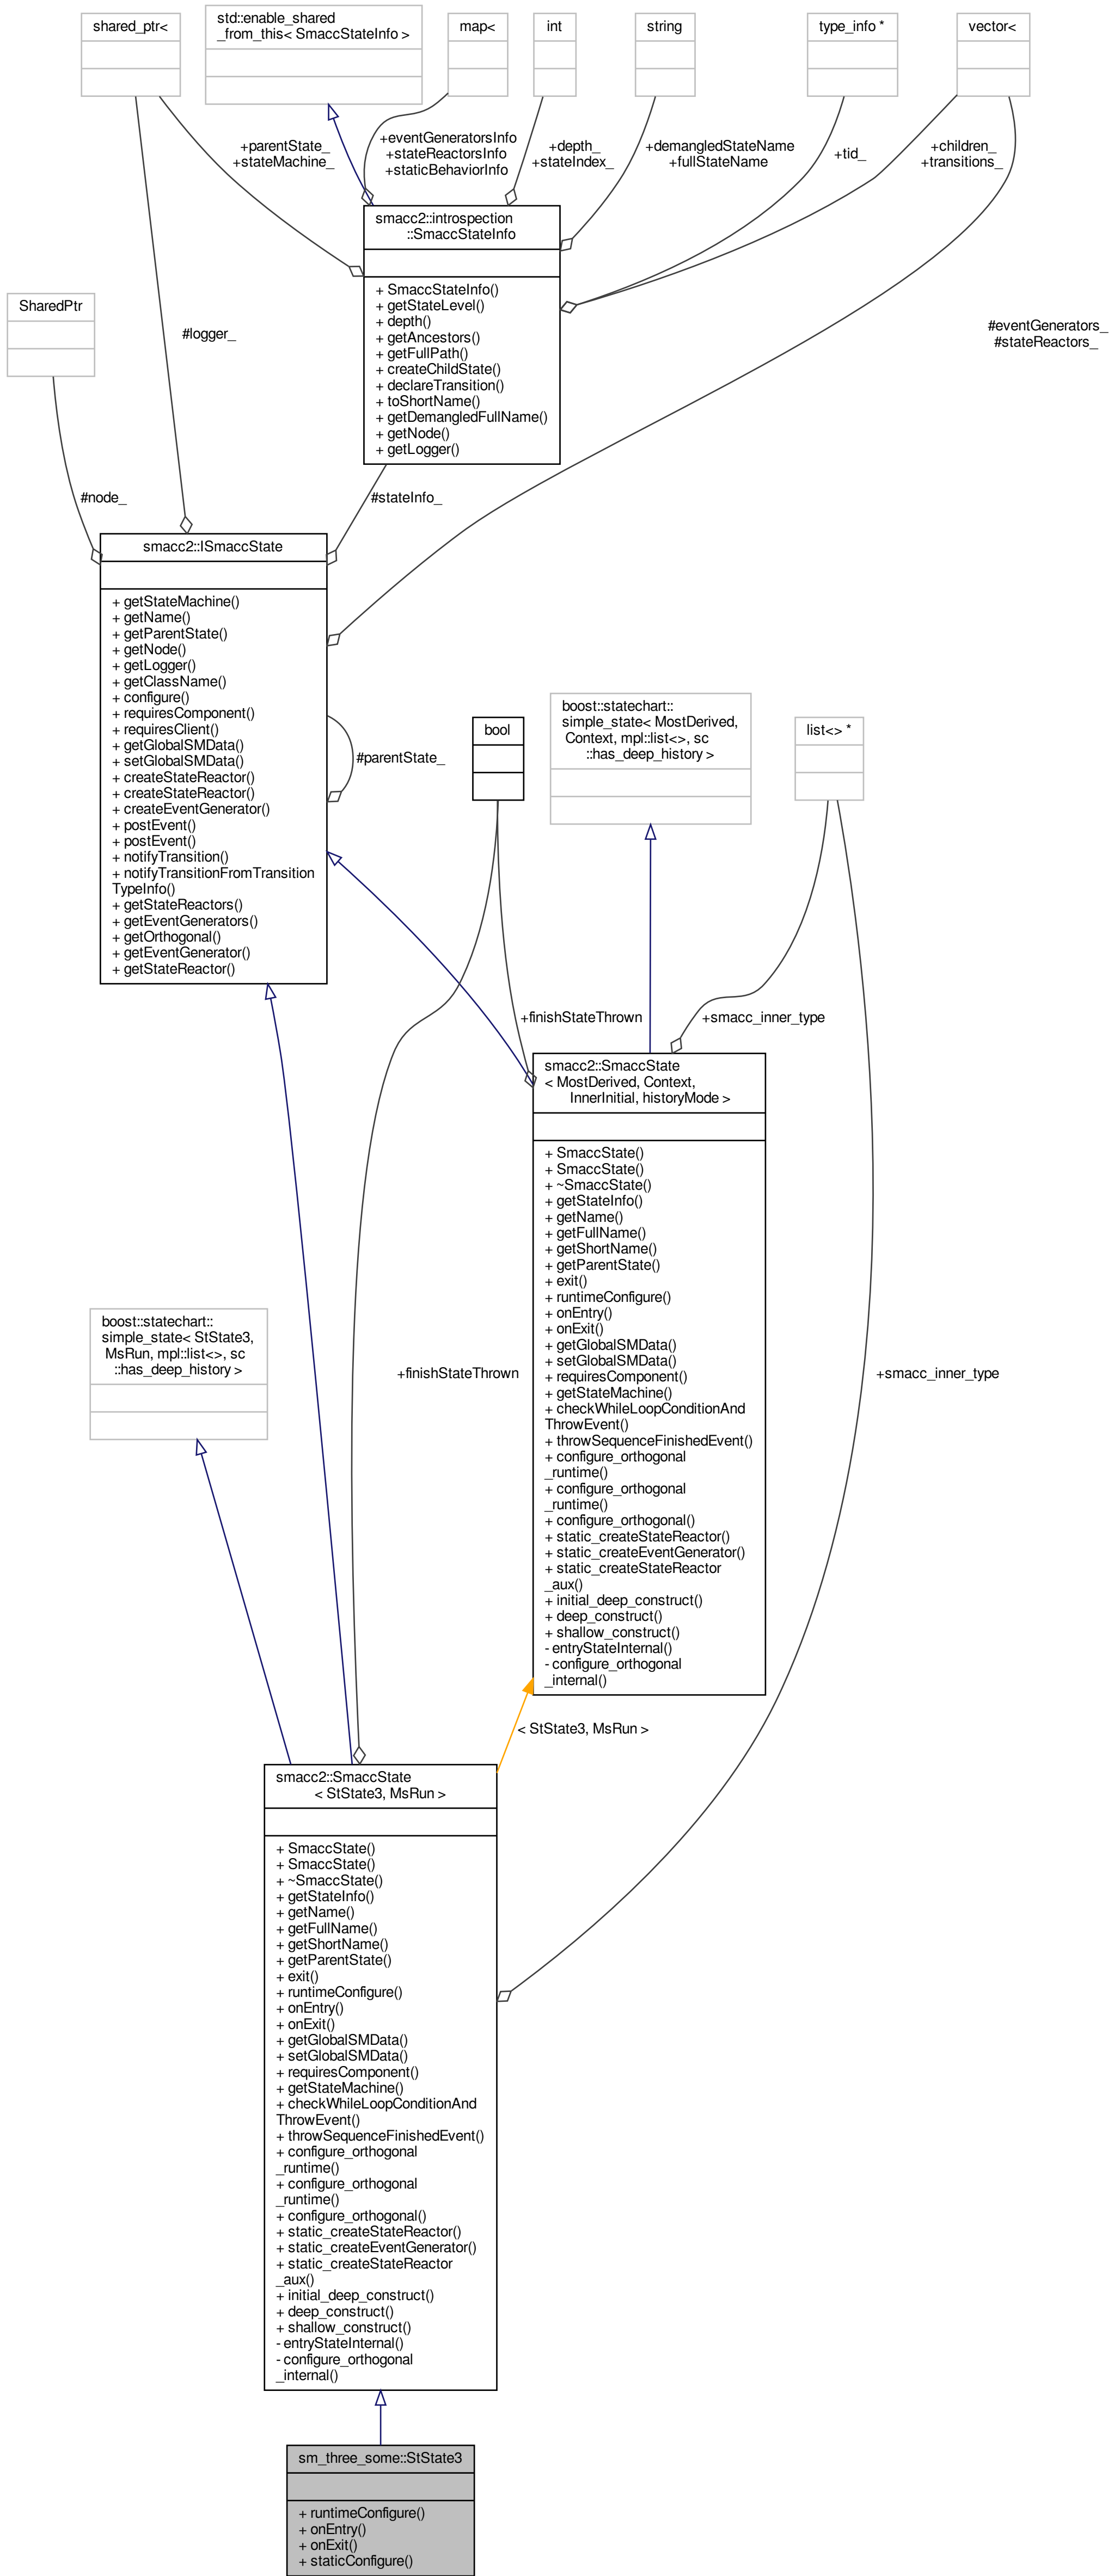 shared_ptr<
std::enable_shared
_from_this< SmaccStateInfo >
map<
int
string
type_info *
vector<
+parentState_
+stateMachine_
+eventGeneratorsInfo
+stateReactorsInfo
+staticBehaviorInfo
+depth_
+stateIndex_
+demangledStateName
+fullStateName
+tid_
+children_
+transitions_
smacc2::introspection
::SmaccStateInfo
+ SmaccStateInfo()
+ getStateLevel()
+ depth()
+ getAncestors()
+ getFullPath()
+ createChildState()
+ declareTransition()
+ toShortName()
+ getDemangledFullName()
+ getNode()
+ getLogger()
SharedPtr
#logger_
#eventGenerators_
#stateReactors_
#node_
#stateInfo_
smacc2::ISmaccState
+ getStateMachine()
+ getName()
+ getParentState()
+ getNode()
+ getLogger()
+ getClassName()
+ configure()
+ requiresComponent()
+ requiresClient()
+ getGlobalSMData()
+ setGlobalSMData()
+ createStateReactor()
+ createStateReactor()
+ createEventGenerator()
+ postEvent()
+ postEvent()
+ notifyTransition()
+ notifyTransitionFromTransition
TypeInfo()
+ getStateReactors()
+ getEventGenerators()
+ getOrthogonal()
+ getEventGenerator()
+ getStateReactor()
#parentState_
bool
boost::statechart::
simple_state< MostDerived,
Context, mpl::list<>, sc
::has_deep_history >
list<> *
+finishStateThrown
+smacc_inner_type
smacc2::SmaccState
< MostDerived, Context,
InnerInitial, historyMode >
+ SmaccState()
+ SmaccState()
+ ~SmaccState()
+ getStateInfo()
+ getName()
+ getFullName()
+ getShortName()
+ getParentState()
+ exit()
+ runtimeConfigure()
+ onEntry()
+ onExit()
+ getGlobalSMData()
+ setGlobalSMData()
+ requiresComponent()
+ getStateMachine()
+ checkWhileLoopConditionAnd
ThrowEvent()
+ throwSequenceFinishedEvent()
+ configure_orthogonal
_runtime()
+ configure_orthogonal
_runtime()
+ configure_orthogonal()
+ static_createStateReactor()
+ static_createEventGenerator()
+ static_createStateReactor
_aux()
+ initial_deep_construct()
+ deep_construct()
+ shallow_construct()
- entryStateInternal()
- configure_orthogonal
_internal()
boost::statechart::
simple_state< StState3,
MsRun, mpl::list<>, sc
::has_deep_history >
+finishStateThrown
+smacc_inner_type
< StState3, MsRun >
smacc2::SmaccState
< StState3, MsRun >
+ SmaccState()
+ SmaccState()
+ ~SmaccState()
+ getStateInfo()
+ getName()
+ getFullName()
+ getShortName()
+ getParentState()
+ exit()
+ runtimeConfigure()
+ onEntry()
+ onExit()
+ getGlobalSMData()
+ setGlobalSMData()
+ requiresComponent()
+ getStateMachine()
+ checkWhileLoopConditionAnd
ThrowEvent()
+ throwSequenceFinishedEvent()
+ configure_orthogonal
_runtime()
+ configure_orthogonal
_runtime()
+ configure_orthogonal()
+ static_createStateReactor()
+ static_createEventGenerator()
+ static_createStateReactor
_aux()
+ initial_deep_construct()
+ deep_construct()
+ shallow_construct()
- entryStateInternal()
- configure_orthogonal
_internal()
sm_three_some::StState3
+ runtimeConfigure()
+ onEntry()
+ onExit()
+ staticConfigure()